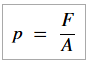 p = F/A